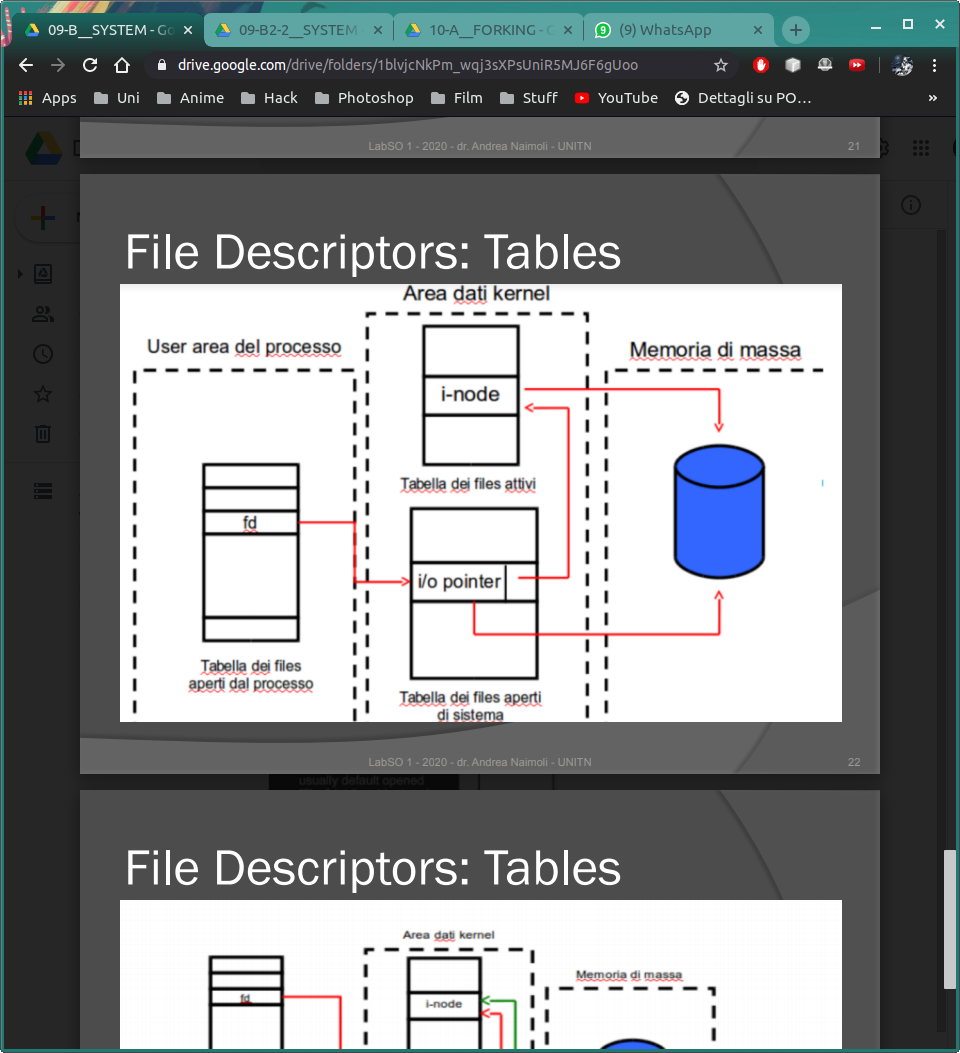 09-B__SYSTEM - Go
09-B2-2__SYSTEM
10-A__FORKING - G
(9) WhatsApp
drive.google.com/drive/folders/1blvjcNkPm_wqj3sXPsUniR5MJ6F6gUoo
Apps
Uni
Anime
Hack
Photoshop
Film
Stuff
YouTube
Dettagli su PO...
»
LabSO 1 - 2020 - dr. Andrea Naimoli - UNITN
21
File Descriptors: Tables
Area dati kernel
User area del processo
Memoria di massa
i-node
Tabella dei files attivi
fd
i/o pointer
Tabella dei files
aperti dal processo
Tabella dei files aperti
di sistema
LabSO 1 - 2020 - dr. Andrea Naimoli - UNITN
22
usually default opened
File Descriptors: Tables
Area dati kernel
Memoria di massa
fd
i-node